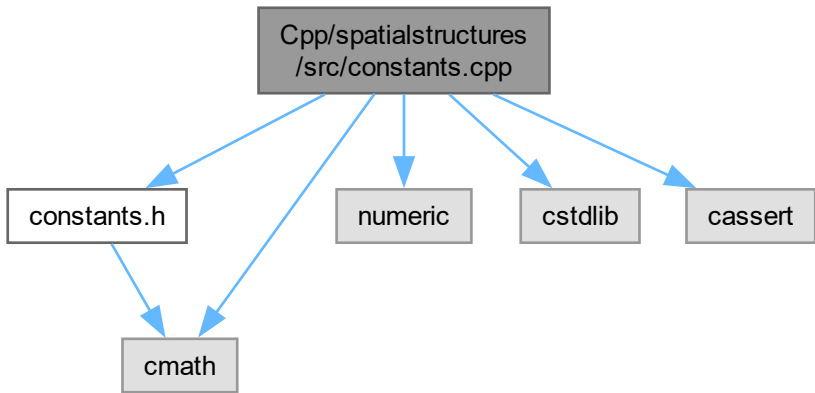 Cpp/spatialstructures
/src/constants.cpp
constants.h
numeric
cstdlib
cassert
cmath